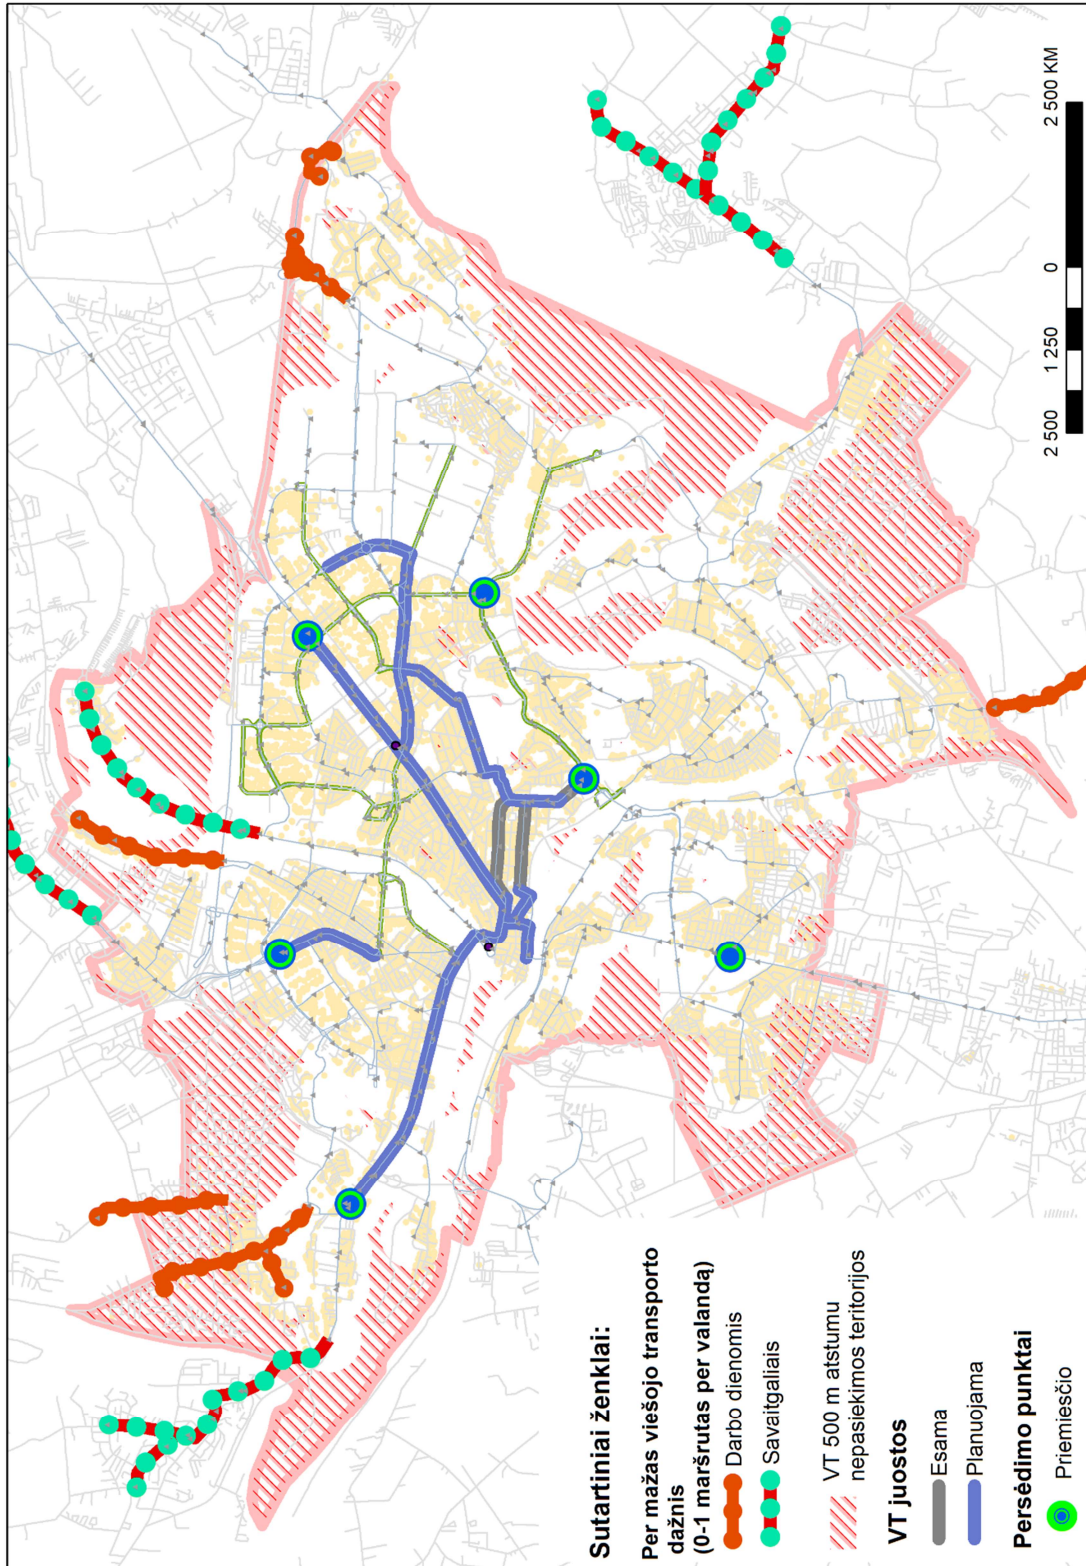 Sutartiniai ženklai:
Per mažas viešojo transporto
dažnis
(0-1 maršrutas per valandą)
Darbo dienomis
Savaitgaliais
VT 500 m atstumu
nepasiekimos teritorijos
VT juostos
Esama
Planuojama
Persėdimo punktai
Priemiesčio
2 500
1 250
0
2 500 KM